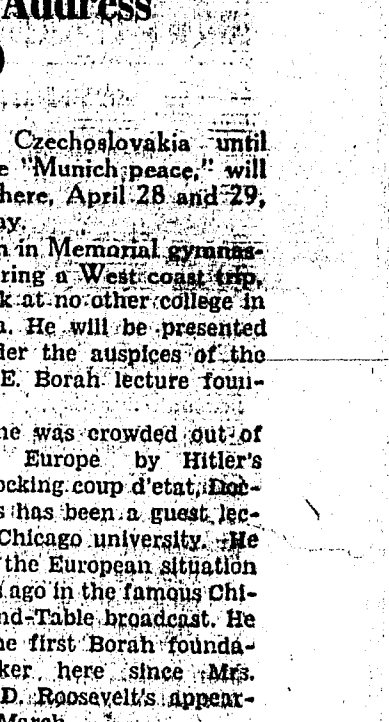 Address
)
Czechoslovakia until
e "Munich peace," will
here, April 28 and 29,
ay.
n in Memorial gymnas-
ring a West coast trip,
k at no other college in
a. He will be presented
der the auspices of the
E. Borah lecture foun-
he was crowded out of
Europe by Hitler's
ocking coup d'etat, Doc-
s has been a guest lec-
Chicago university. He
the European situation
s ago in the famous Chi-
nd-Table broadcast. He
he first Borah founda-
ker here since Mrs.
D. Roosevelt's appear-
March